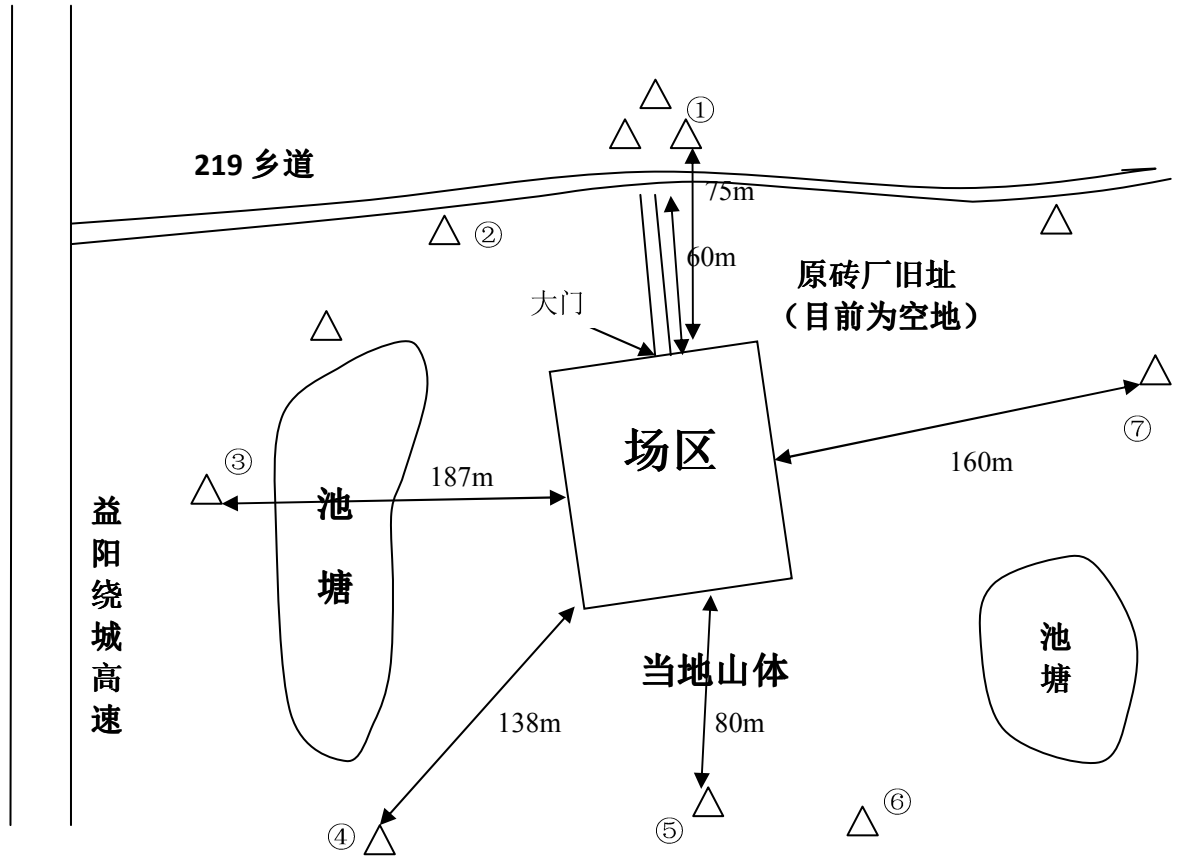 ①
219 乡道
75m
②
60m
原砖厂旧址
（目前为空地）
大门
场区
⑦
③
187m
160m
池塘
益阳绕城高速
池塘
当地山体
138m
80m
⑥
④
⑤